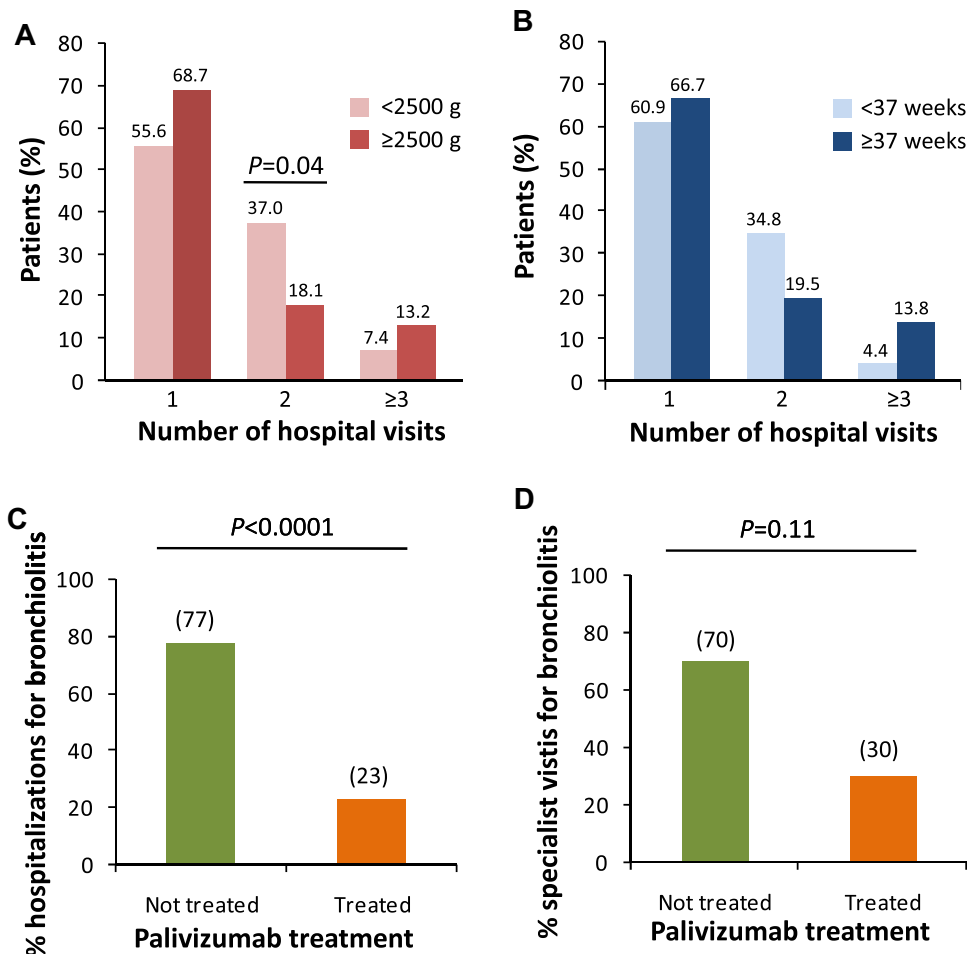 A
Patients (%)
80
70
60
50
40
30
20
10
0
68.7
55.6
<2500 g
≥2500 g
P=0.04
37.0
18.1
13.2
7.4
1 2 ≥3
Number of hospital visits
B
Patients (%)
80
70
60
50
40
30
20
10
0
66.7
60.9
<37 weeks
≥37 weeks
34.8
19.5
13.8
4.4
1 2 ≥3
Number of hospital visits
C
% hospitalizations for bronchiolitis
P<0.0001
100
80
60
40
20
0
(77)
(23)
Not treated Treated
Palivizumab treatment
D
% specialist vistis for bronchiolitis
P=0.11
100
80
60
40
20
0
(70)
(30)
Not treated Treated
Palivizumab treatment